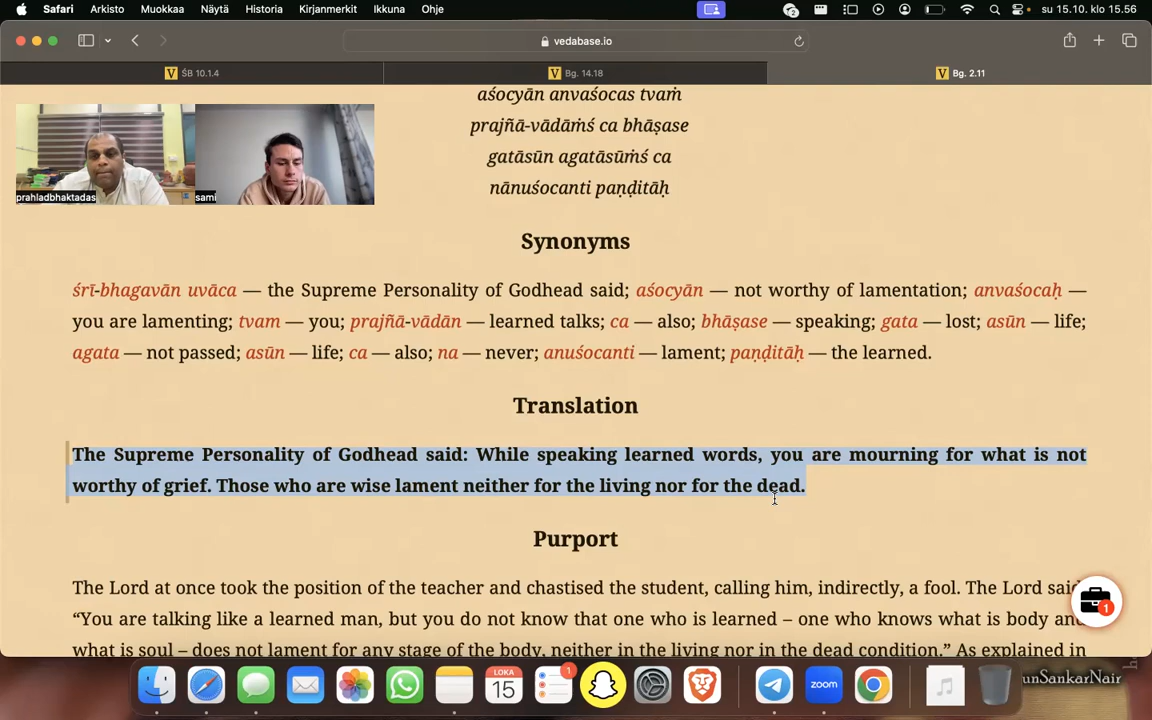 Safari Arkisto Muokkaa Näytä Historia Kirjanmerkit Ikkuna Ohje su 15.10. klo 15.56
vedabase.io
V ŚB 10.1.4 V Bg. 14.18 V Bg. 2.11
aśocyān anvaśocas tvaṁ
prajñā-vādāṁś ca bhāṣase
gatāsūn agatāsūṁś ca
nānuśocanti paṇḍitāḥ
prahladbhaktadas sami
Synonyms
śrī-bhagavān uvāca — the Supreme Personality of Godhead said; aśocyān — not worthy of lamentation; anvaśocaḥ —
you are lamenting; tvam — you; prajñā-vādān — learned talks; ca — also; bhāṣase — speaking; gata — lost; asūn — life;
agata — not passed; asūn — life; ca — also; na — never; anuśocanti — lament; paṇḍitāḥ — the learned.
Translation
The Supreme Personality of Godhead said: While speaking learned words, you are mourning for what is not
worthy of grief. Those who are wise lament neither for the living nor for the dead.
Purport
The Lord at once took the position of the teacher and chastised the student, calling him, indirectly, a fool. The Lord said,
“You are talking like a learned man, but you do not know that one who is learned – one who knows what is body and
1
what is soul – does not lament for any stage of the body, neither in the living nor in the dead condition.” As explained in
LOKA
15
1
zoom
unSankarNair